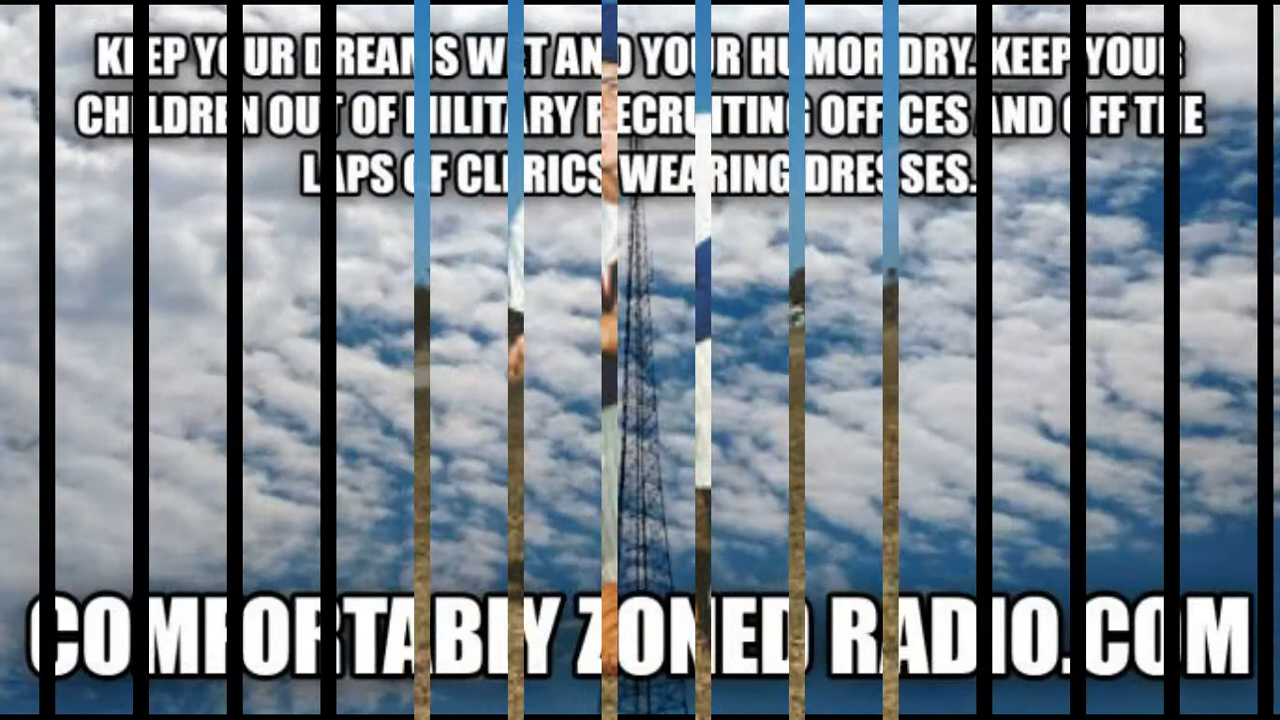 KEEP YOUR DREAMS WET AND YOUR HUMOR DRY. KEEP YOUR
CHILDREN OUT OF MILITARY RECRUITING OFFICES AND OFF THE
LAPS OF CLERICS WEARING DRESSES.
COMFORTABLY ZONED RADIO.COM